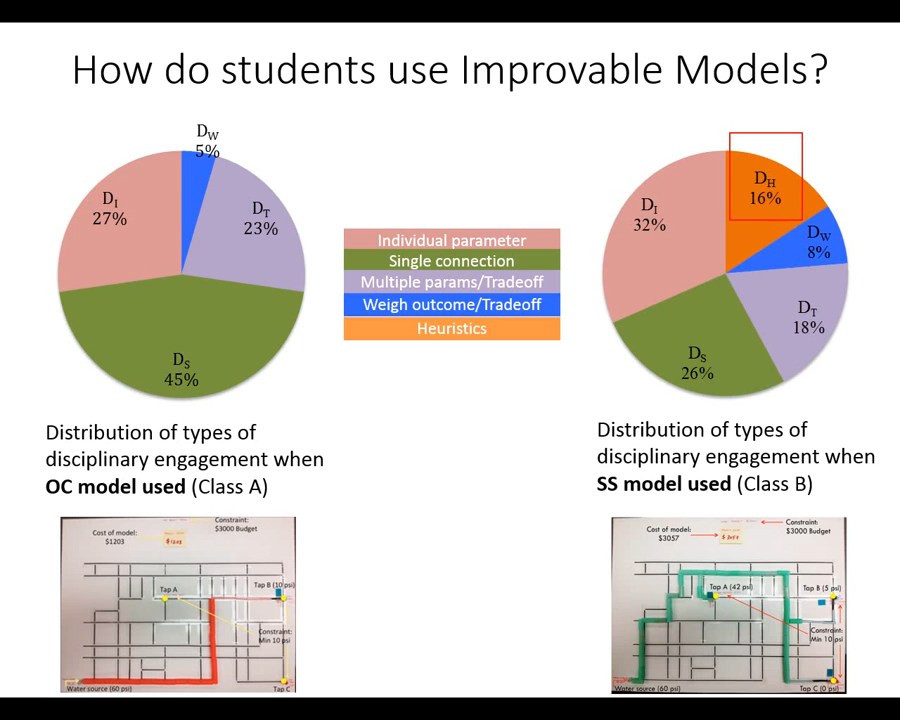 How do students use Improvable Models?
D_W
5%
D_I
27%
D_T
23%
D_S
45%
Individual parameter
Single connection
Multiple params/Tradeoff
Weigh outcome/Tradeoff
Heuristics
D_H
16%
D_I
32%
D_W
8%
D_T
18%
D_S
26%
Distribution of types of
disciplinary engagement when
OC model used (Class A)
Distribution of types of
disciplinary engagement when
SS model used (Class B)
Cost of model:
$1203
$1203
Constraint:
$3000 Budget
Tap A
Tap B (10 psi)
Constraint:
Min 10 psi
Water source (60 psi)
Tap C
Cost of model:
$3057
Constraint:
$3000 Budget
Tap A (42 psi)
Tap B (5 psi)
Constraint:
Min 10 psi
Water source (60 psi)
Tap C (0 psi)